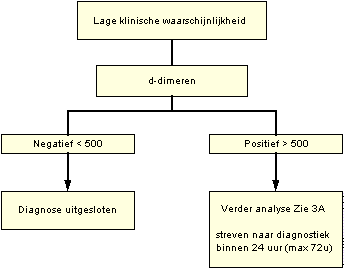 Lage klinische waarschijnlijkheid
d-dimeren
Negatief < 500
Positief > 500
Diagnose uitgesloten
Verder analyse Zie 3A
streven naar diagnostiek
binnen 24 uur (max 72u)